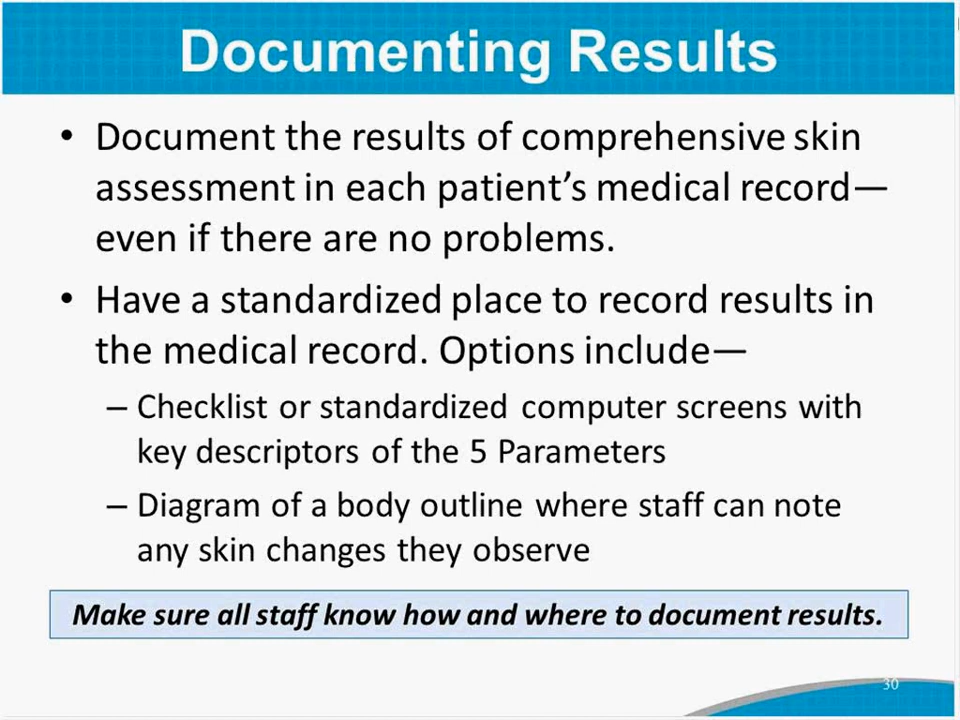 Documenting Results
• Document the results of comprehensive skin
assessment in each patient’s medical record—
even if there are no problems.
• Have a standardized place to record results in
the medical record. Options include—
– Checklist or standardized computer screens with
key descriptors of the 5 Parameters
– Diagram of a body outline where staff can note
any skin changes they observe
Make sure all staff know how and where to document results.
30